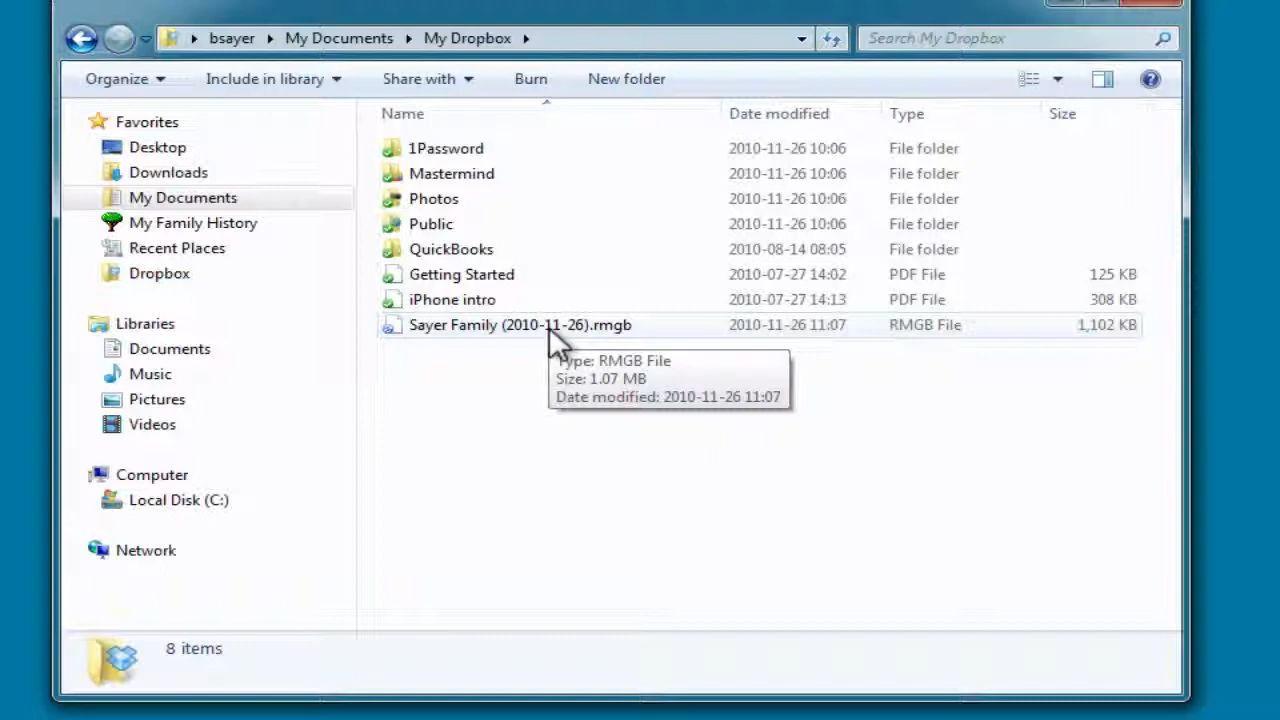 bsayer My Documents My Dropbox Search My Dropbox
Organize Include in library Share with Burn New folder
Favorites
Desktop
Downloads
My Documents
My Family History
Recent Places
Dropbox
Libraries
Documents
Music
Pictures
Videos
Computer
Local Disk (C:)
Network
Name Date modified Type Size
1Password 2010-11-26 10:06 File folder
Mastermind 2010-11-26 10:06 File folder
Photos 2010-11-26 10:06 File folder
Public 2010-11-26 10:06 File folder
QuickBooks 2010-08-14 08:05 File folder
Getting Started 2010-07-27 14:02 PDF File 125 KB
iPhone intro 2010-07-27 14:13 PDF File 308 KB
Sayer Family (2010-11-26).rmgb 2010-11-26 11:07 RMGB File 1,102 KB
Type: RMGB File
Size: 1.07 MB
Date modified: 2010-11-26 11:07
8 items